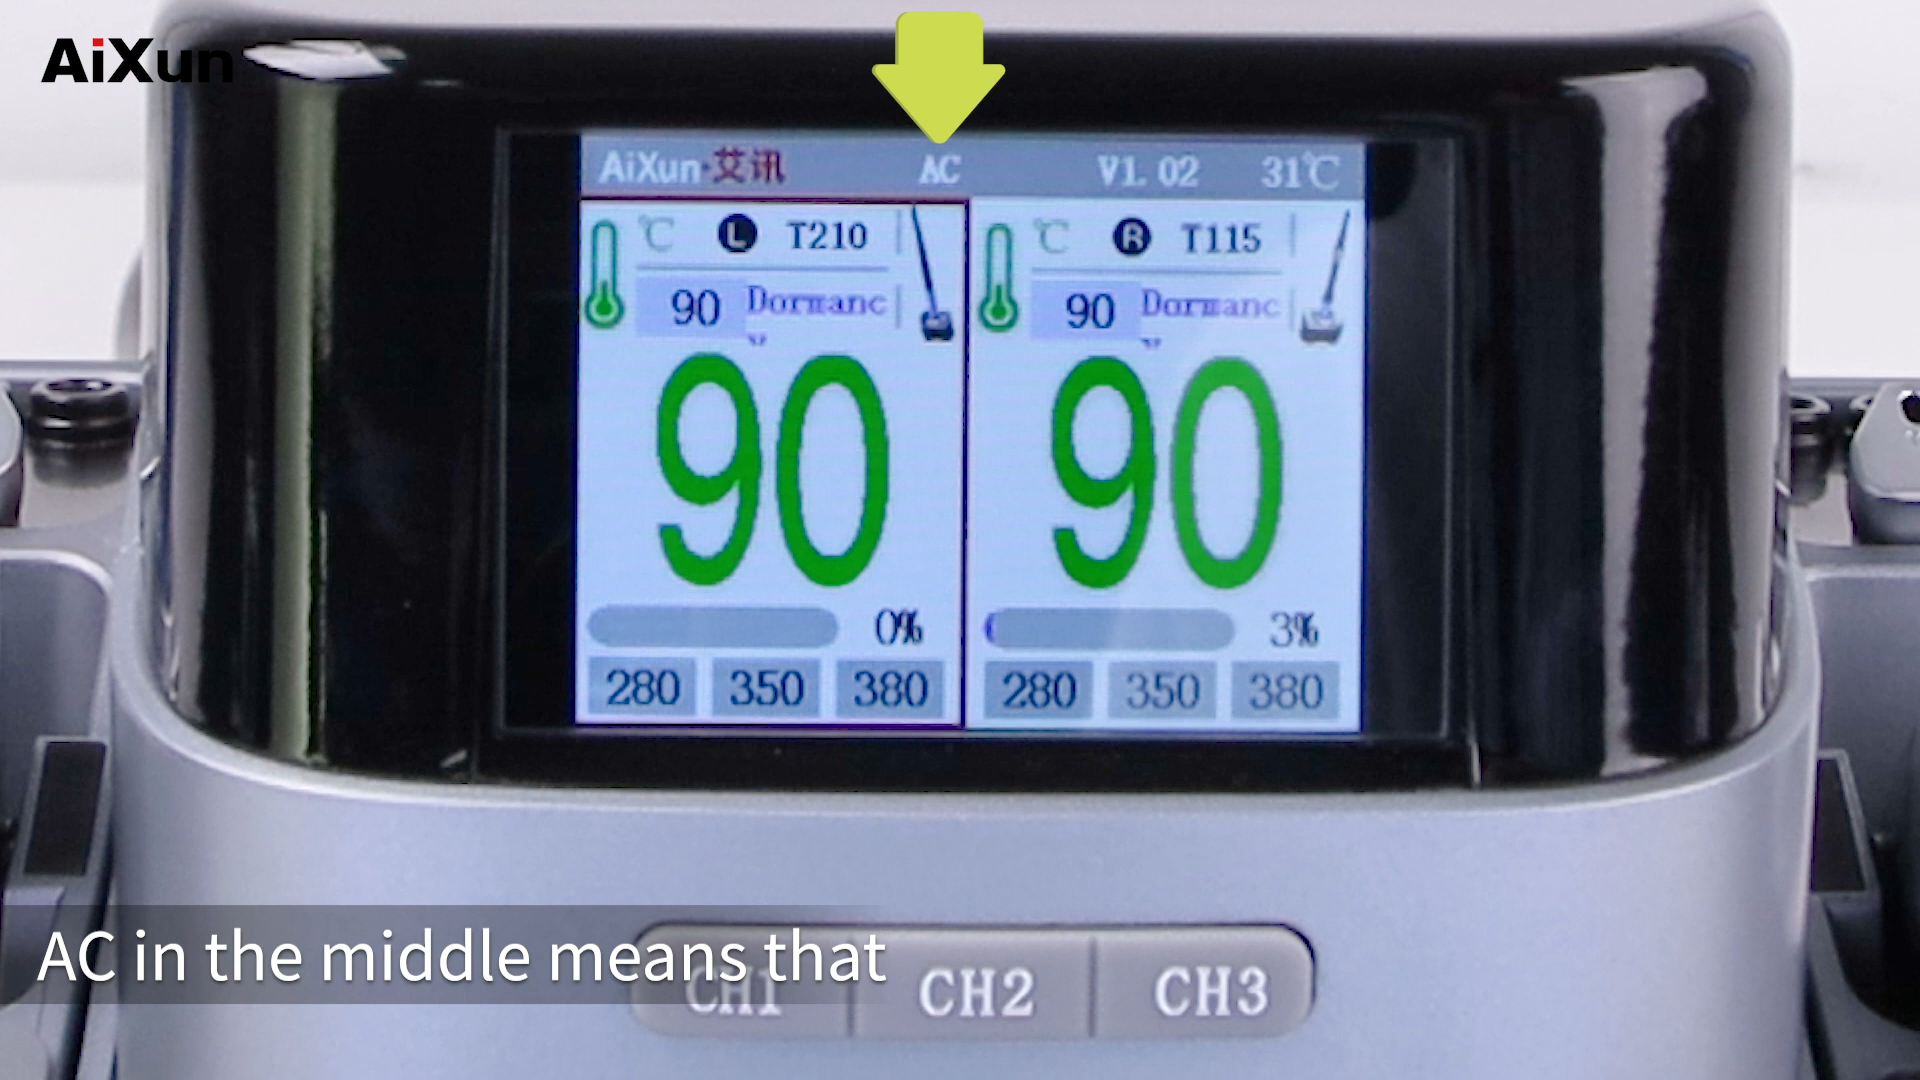 AiXun
AiXun·艾讯 AC V1.02 31℃
℃ L T210
90 Dormanc
y
90
0%
280 350 380
℃ R T115
90 Dormanc
y
90
3%
280 350 380
AC in the middle means that
CH1 CH2 CH3